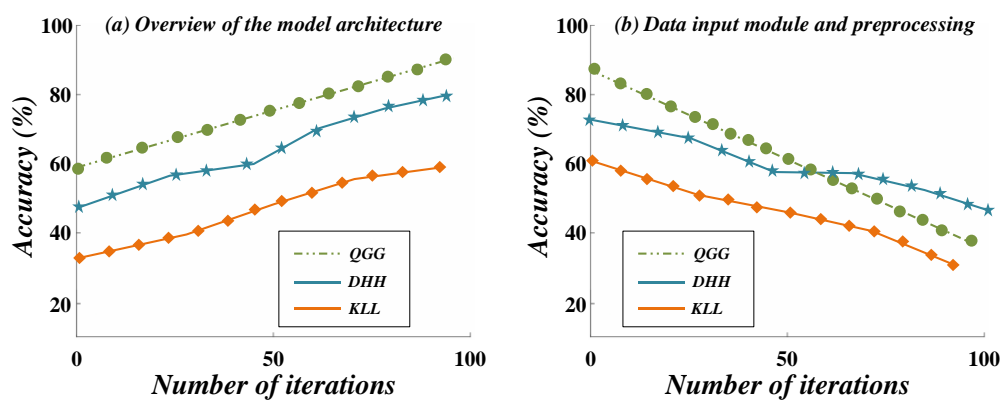 (a) Overview of the model architecture
100
80
60
40
20
0
50
100
Accuracy (%)
Number of iterations
QGG
DHH
KLL
(b) Data input module and preprocessing
100
80
60
40
20
0
50
100
Accuracy (%)
Number of iterations
QGG
DHH
KLL